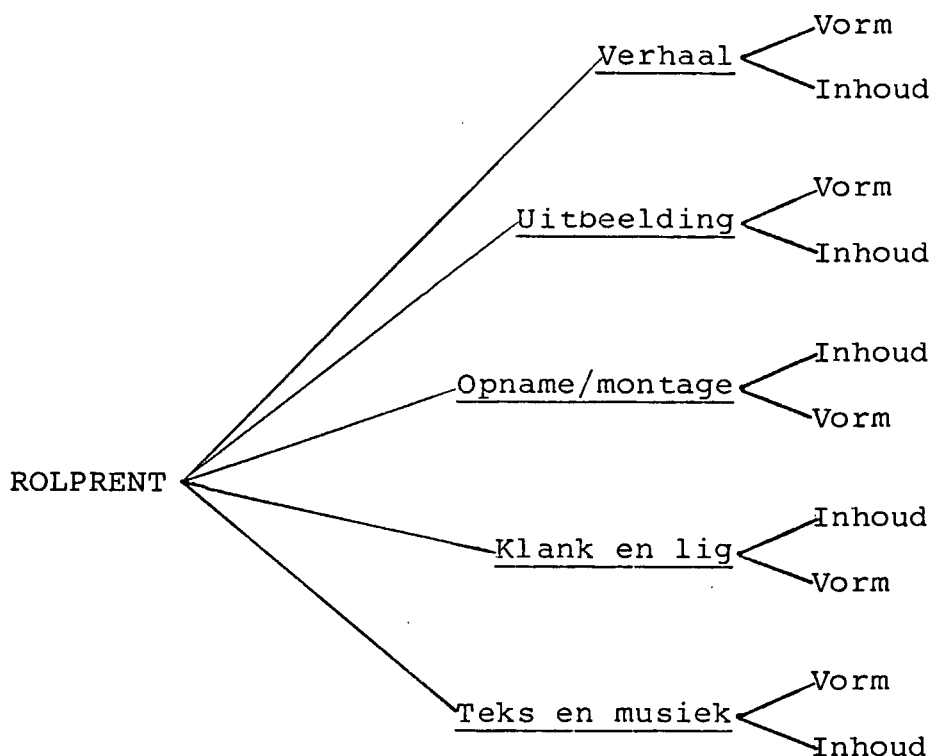 Vorm
Verhaal
Inhoud
Vorm
Uitbeelding
Inhoud
Inhoud
Opname/montage
Vorm
ROLPRENT
Inhoud
Klank en lig
Vorm
Vorm
Teks en musiek
Inhoud